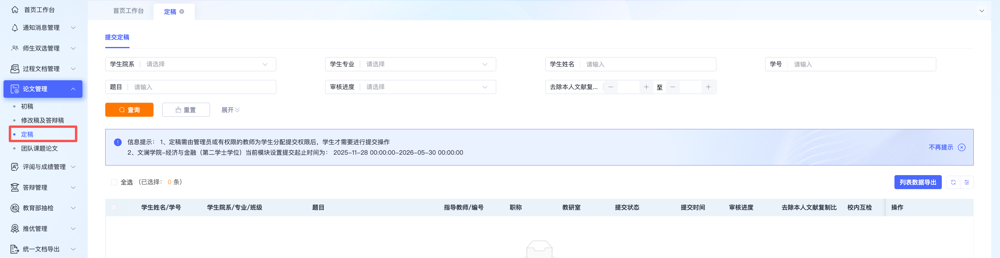 首页工作台
通知消息管理
师生双选管理
过程文档管理
论文管理
初稿
修改稿及答辩稿
定稿
团队课题论文
评阅与成绩管理
答辩管理
教育部抽检
推优管理
统一文档导出
首页工作台 定稿
提交定稿
学生院系 请选择 学生专业 请选择 学生姓名 请输入 学号 请输入
题目 请输入 审核进度 请选择 去除本人文献复... 至
查询 重置 展开
信息提示： 1、定稿需由管理员或有权限的教师为学生分配提交权限后，学生才需要进行提交操作
2、文澜学院-经济与金融（第二学士学位）当前模块设置提交起止时间为： 2025-11-28 00:00:00-2026-05-30 00:00:00
不再提示
全选 （已选择： 0 条） 列表数据导出
学生姓名/学号 学生院系/专业/班级 题目 指导教师/编号 职称 教研室 提交状态 提交时间 审核进度 去除本人文献复制比 校内互检 操作